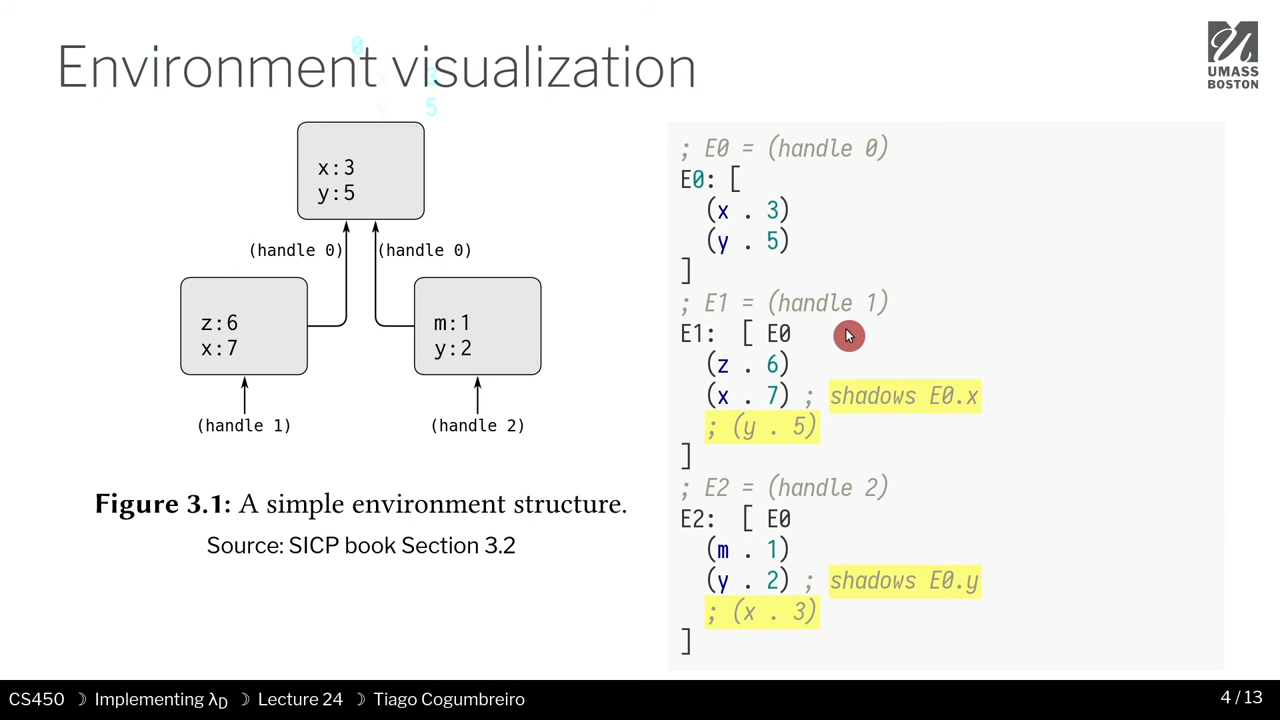 Environment visualization
0
x 3
y 5
UMASS
BOSTON
x:3
y:5
(handle 0)
(handle 0)
z:6
x:7
m:1
y:2
(handle 1)
(handle 2)
Figure 3.1: A simple environment structure.
Source: SICP book Section 3.2
; E0 = (handle 0)
E0: [
(x . 3)
(y . 5)
]
; E1 = (handle 1)
E1: [ E0
(z . 6)
(x . 7) ; shadows E0.x
; (y . 5)
]
; E2 = (handle 2)
E2: [ E0
(m . 1)
(y . 2) ; shadows E0.y
; (x . 3)
]
CS450 ☽ Implementing λD ☽ Lecture 24 ☽ Tiago Cogumbreiro
4 / 13